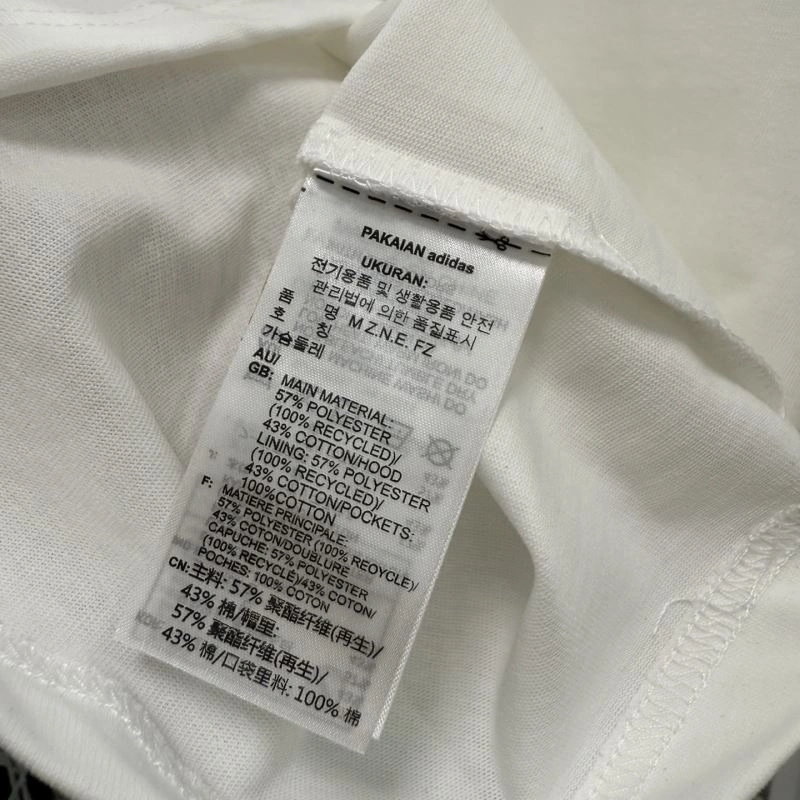 PAKAIAN adidas
UKURAN:
전기용품 및 생활용품 안전
관리법에 의한 품질표시
품 명 M Z.N.E. FZ
호 칭
가슴둘레
AU/
GB: MAIN MATERIAL:
57% POLYESTER
(100% RECYCLED)/
43% COTTON/HOOD
LINING: 57% POLYESTER
(100% RECYCLED)/
43% COTTON/POCKETS:
100%COTTON
F: MATIERE PRINCIPALE:
57% POLYESTER (100% REOYCLE)/
43% COTON/DOUBLURE
CAPUCHE: 57% POLYESTER
(100% RECYCLÉ)/43% COTON/
POCHES: 100% COTON
CN: 主料: 57% 聚酯纤维(再生)/
43% 棉/帽里:
57% 聚酯纤维(再生)/
43% 棉/口袋里料: 100% 棉